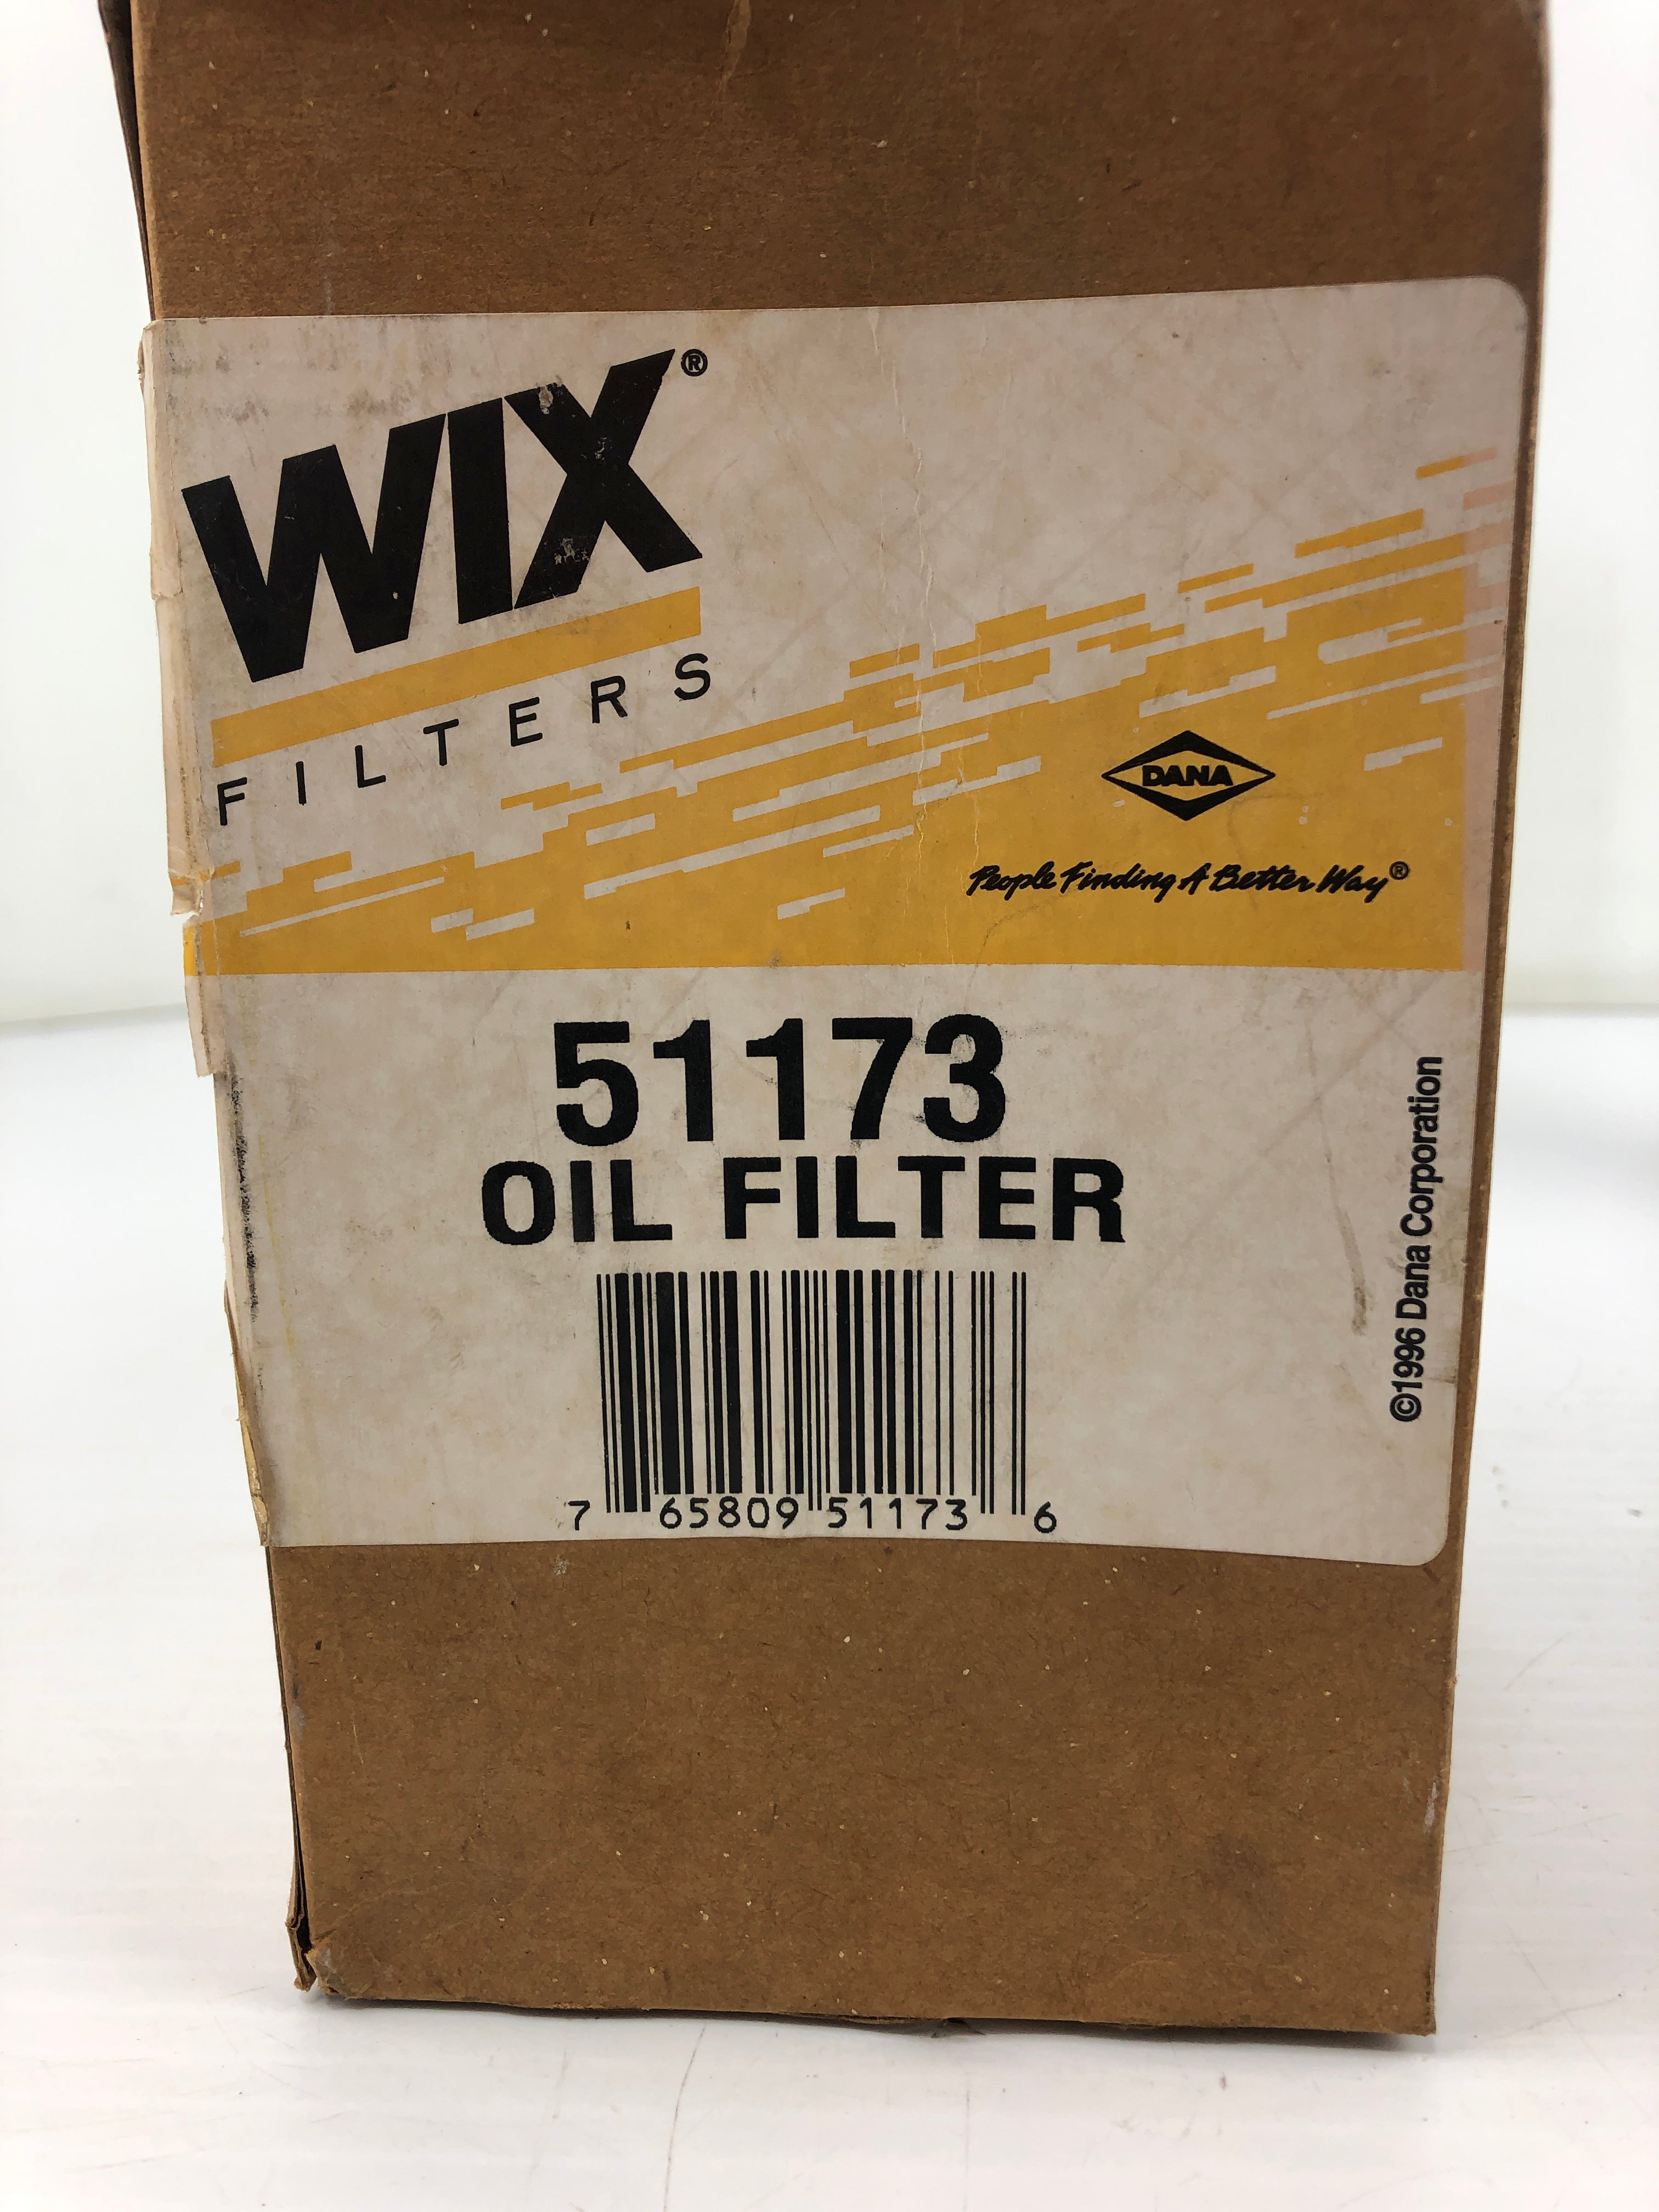 WIX®
FILTERS
DANA
People Finding A Better Way®
51173
OIL FILTER
©1996 Dana Corporation
7 65809 51173 6